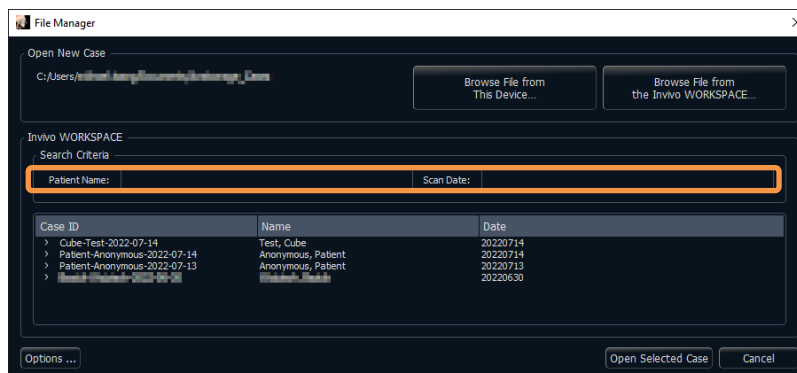 File Manager
Open New Case
C:/Users/
Browse File from
This Device...
Browse File from
the Invivo WORKSPACE...
Invivo WORKSPACE
Search Criteria
Patient Name:
Scan Date:
Case ID Name Date
Cube-Test-2022-07-14 Test, Cube 20220714
Patient-Anonymous-2022-07-14 Anonymous, Patient 20220714
Patient-Anonymous-2022-07-13 Anonymous, Patient 20220713
20220630
Options ...
Open Selected Case
Cancel